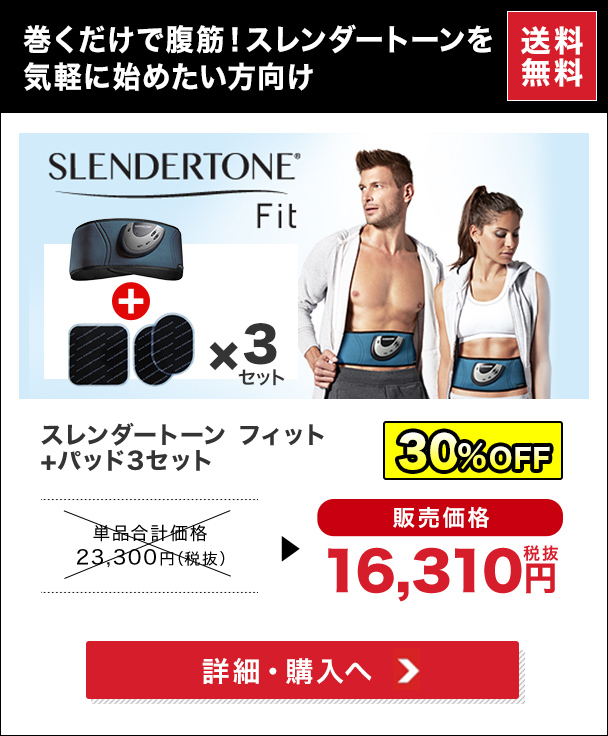 巻くだけで腹筋！スレンダートーンを
気軽に始めたい方向け
送料
無料
SLENDERTONE®
Fit
×3
セット
スレンダートーン フィット
+パッド3セット
30%OFF
単品合計価格
23,300円（税抜）
販売価格
16,310円税抜
詳細・購入へ